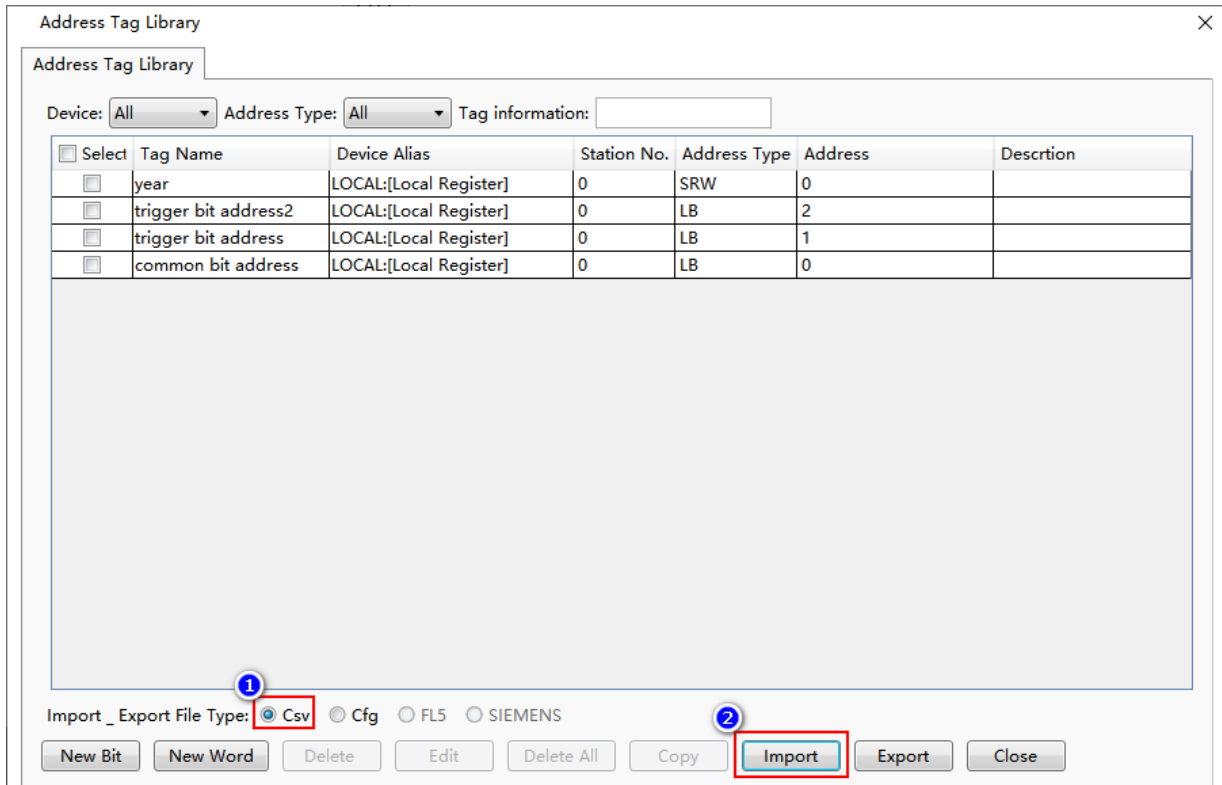 Address Tag Library
Address Tag Library
Device: All Address Type: All Tag information:
Select Tag Name Device Alias Station No. Address Type Address Descrtion
year LOCAL:[Local Register] 0 SRW 0
trigger bit address2 LOCAL:[Local Register] 0 LB 2
trigger bit address LOCAL:[Local Register] 0 LB 1
common bit address LOCAL:[Local Register] 0 LB 0
1
Import _ Export File Type: Csv Cfg FL5 SIEMENS
2
New Bit New Word Delete Edit Delete All Copy Import Export Close